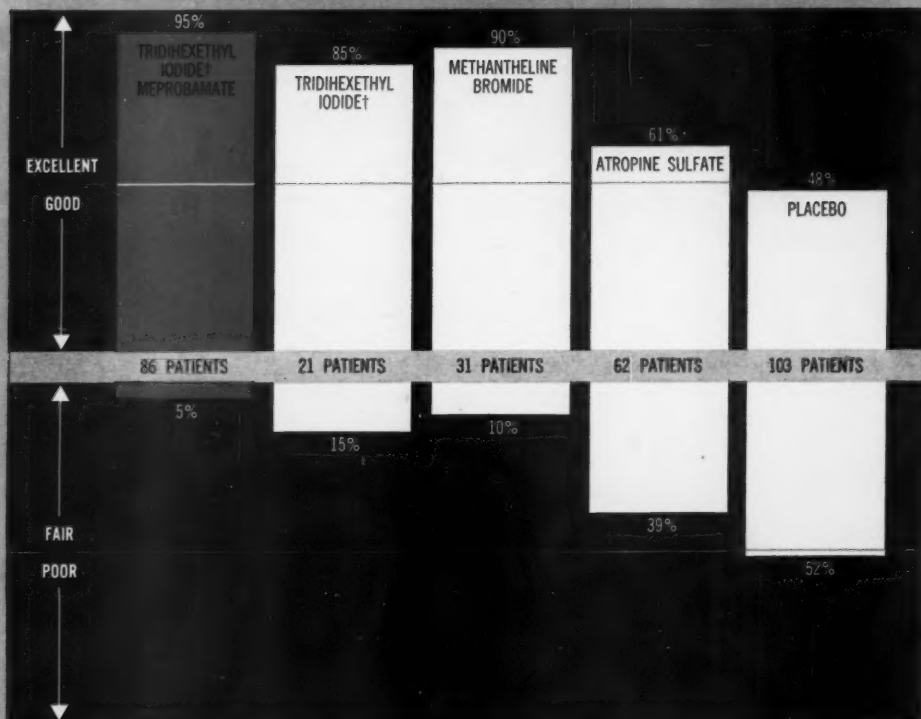 95%
TRIDIHEXETHYL
IODIDE†
MEPROBAMATE
85%
TRIDIHEXETHYL
IODIDE†
90%
METHANTHELINE
BROMIDE
61%
ATROPINE SULFATE
48%
PLACEBO
EXCELLENT
GOOD
86 PATIENTS
21 PATIENTS
31 PATIENTS
62 PATIENTS
103 PATIENTS
5%
15%
10%
39%
52%
FAIR
POOR